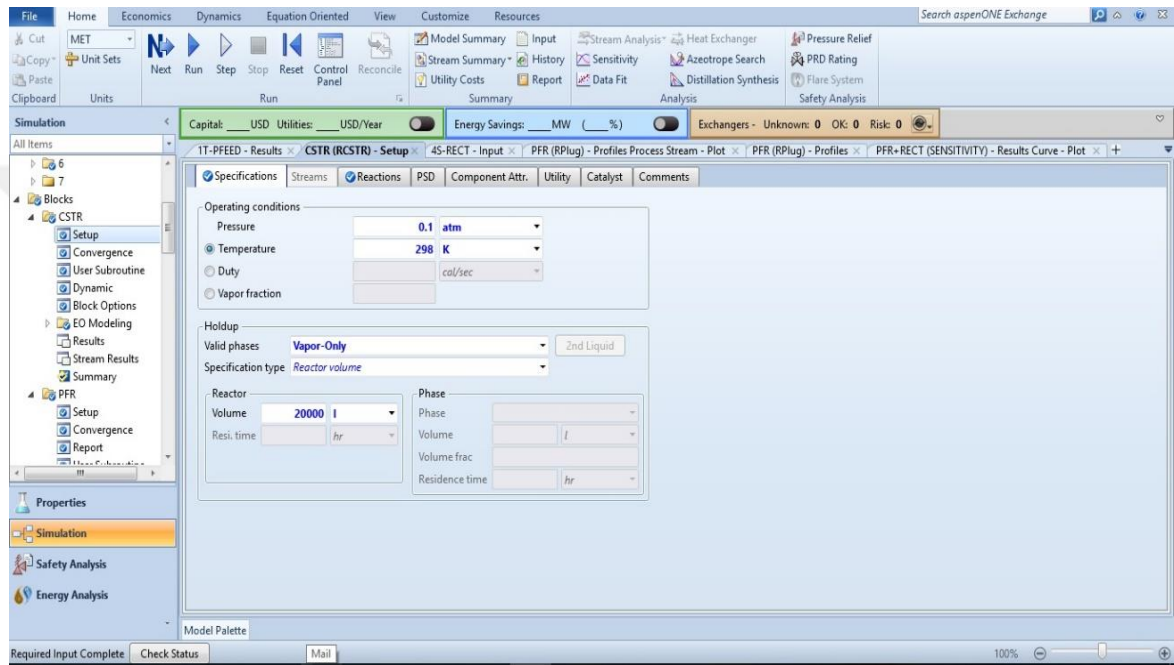 File Home Economics Dynamics Equation Oriented View Customize Resources Search aspenONE Exchange
Cut MET Model Summary Input Stream Analysis Heat Exchanger Pressure Relief
Copy Unit Sets Next Run Step Stop Reset Control Panel Reconcile Stream Summary History Sensitivity Azeotrope Search PRD Rating
Paste Utility Costs Report Data Fit Distillation Synthesis Flare System
Clipboard Units Run Summary Analysis Safety Analysis
Simulation Capital: ____USD Utilities: ____USD/Year Energy Savings: ____MW (____%) Exchangers - Unknown: 0 OK: 0 Risk: 0
All Items 1T-PFEED - Results CSTR (RCSTR) - Setup 4S-RECT - Input PFR (RPlug) - Profiles Process Stream - Plot PFR (RPlug) - Profiles PFR+RECT (SENSITIVITY) - Results Curve - Plot +
6
7
Blocks
CSTR
Setup
Convergence
User Subroutine
Dynamic
Block Options
EO Modeling
Results
Stream Results
Summary
PFR
Setup
Convergence
Report
Properties
Simulation
Safety Analysis
Energy Analysis
Specifications Streams Reactions PSD Component Attr. Utility Catalyst Comments
Operating conditions
Pressure 0.1 atm
Temperature 298 K
Duty cal/sec
Vapor fraction
Holdup
Valid phases Vapor-Only 2nd Liquid
Specification type Reactor volume
Reactor
Volume 20000 l
Resi. time hr
Phase
Phase
Volume l
Volume frac
Residence time hr
Model Palette
Required Input Complete Check Status Mail 100%